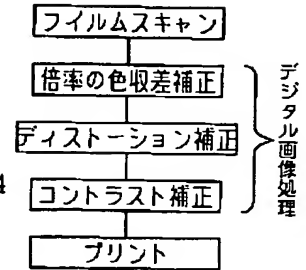 フイルムスキャン
倍率の色収差補正
ディストーション補正
コントラスト補正
プリント
デジタル画像処理
4